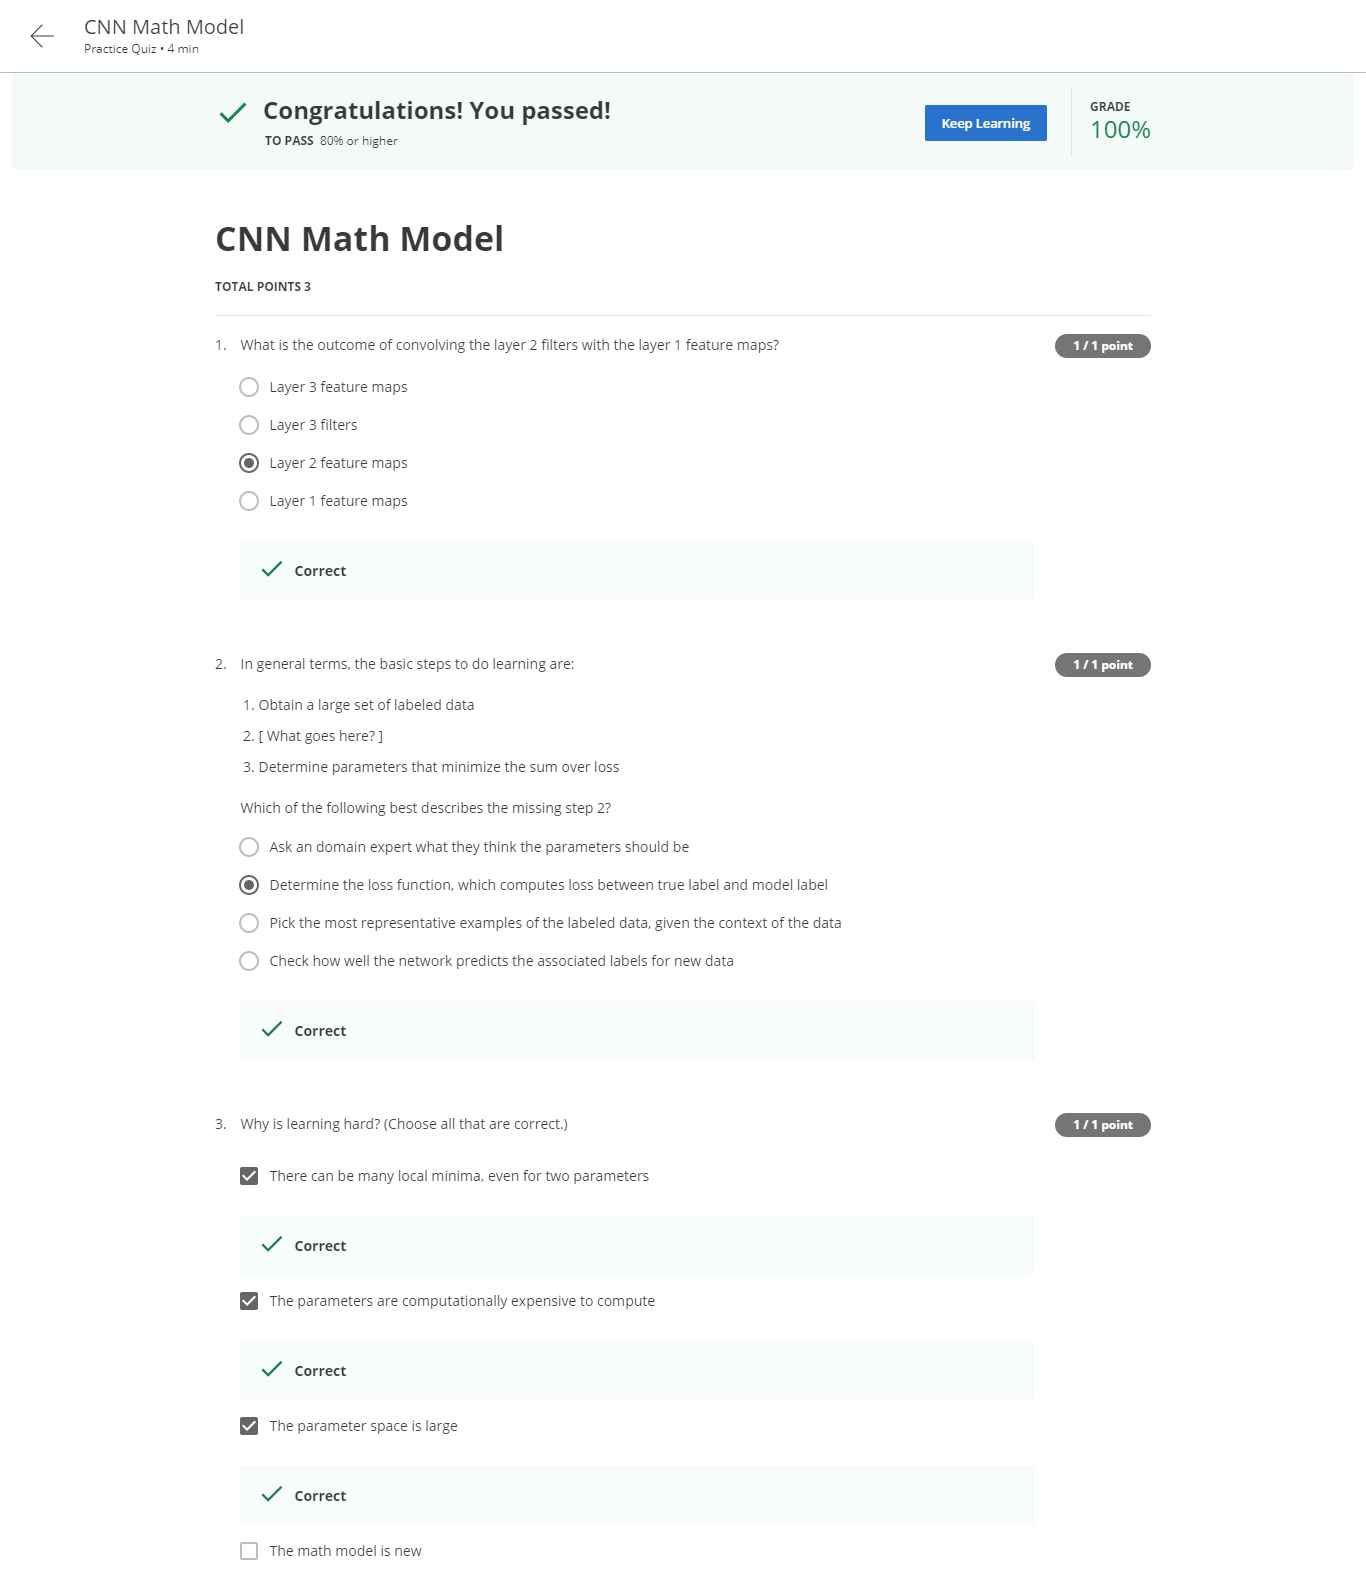 CNN Math Model
Practice Quiz • 4 min
Congratulations! You passed!
TO PASS 80% or higher
Keep Learning
GRADE
100%
CNN Math Model
TOTAL POINTS 3
1. What is the outcome of convolving the layer 2 filters with the layer 1 feature maps?
1 / 1 point
Layer 3 feature maps
Layer 3 filters
Layer 2 feature maps
Layer 1 feature maps
Correct
2. In general terms, the basic steps to do learning are:
1 / 1 point
1. Obtain a large set of labeled data
2. [ What goes here? ]
3. Determine parameters that minimize the sum over loss
Which of the following best describes the missing step 2?
Ask an domain expert what they think the parameters should be
Determine the loss function, which computes loss between true label and model label
Pick the most representative examples of the labeled data, given the context of the data
Check how well the network predicts the associated labels for new data
Correct
3. Why is learning hard? (Choose all that are correct.)
1 / 1 point
There can be many local minima, even for two parameters
Correct
The parameters are computationally expensive to compute
Correct
The parameter space is large
Correct
The math model is new